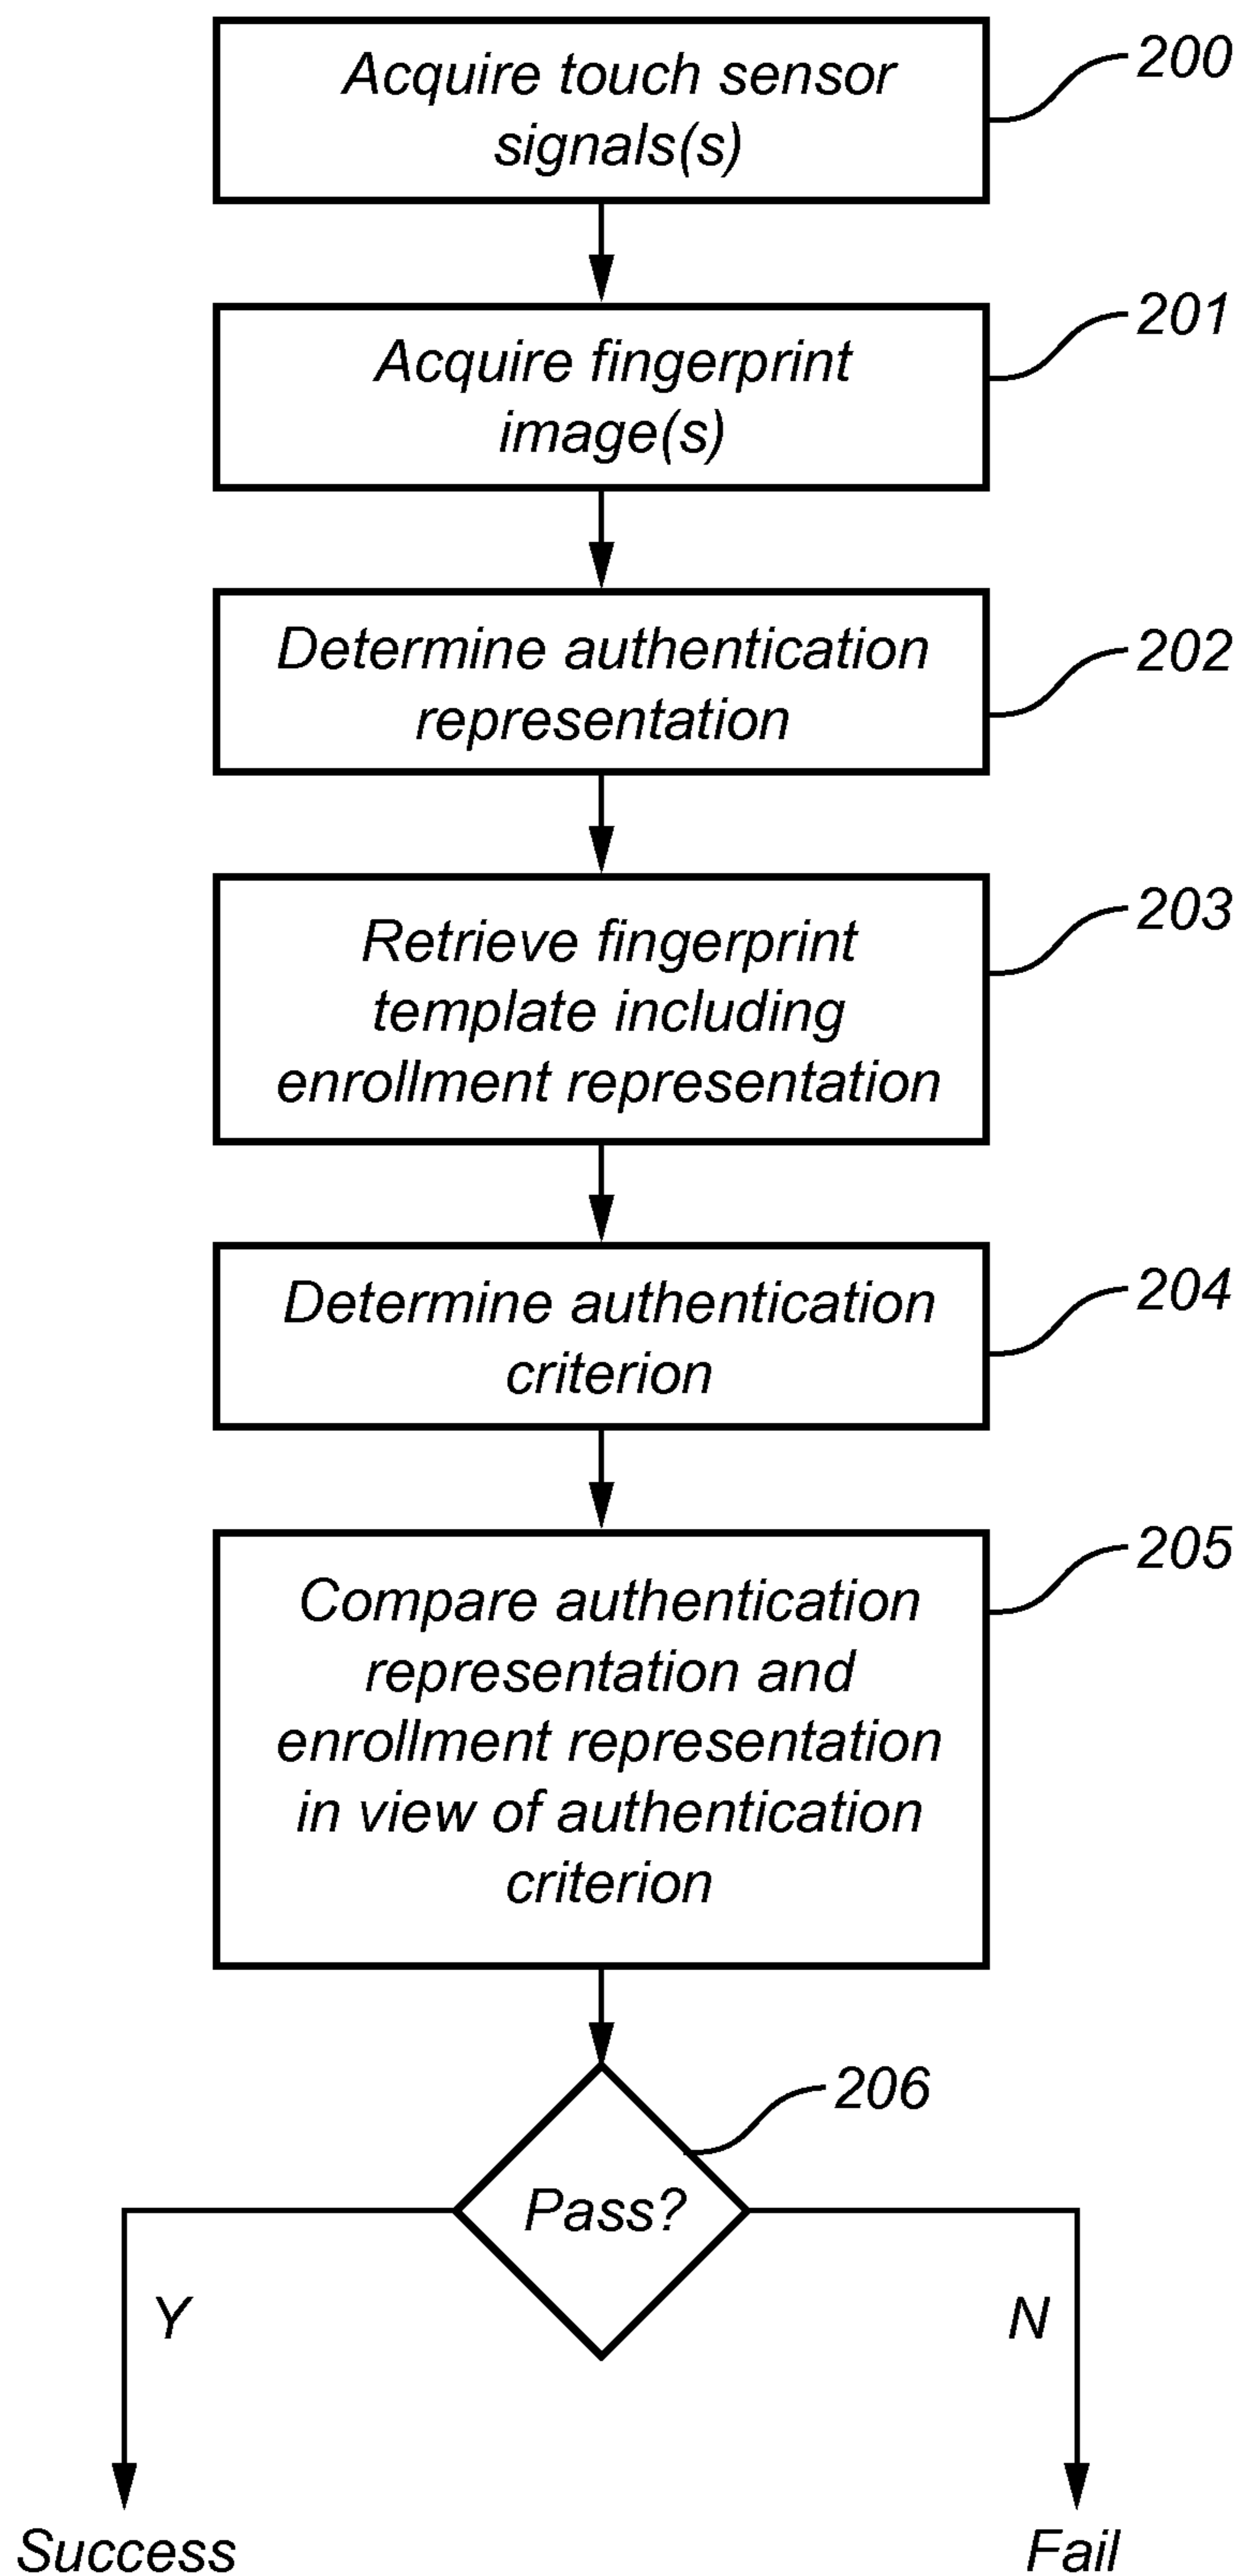 Acquire touch sensor
signals(s)
200
Acquire fingerprint
image(s)
201
Determine authentication
representation
202
Retrieve fingerprint
template including
enrollment representation
203
Determine authentication
criterion
204
Compare authentication
representation and
enrollment representation
in view of authentication
criterion
205
206
Pass?
Y
N
Success
Fail